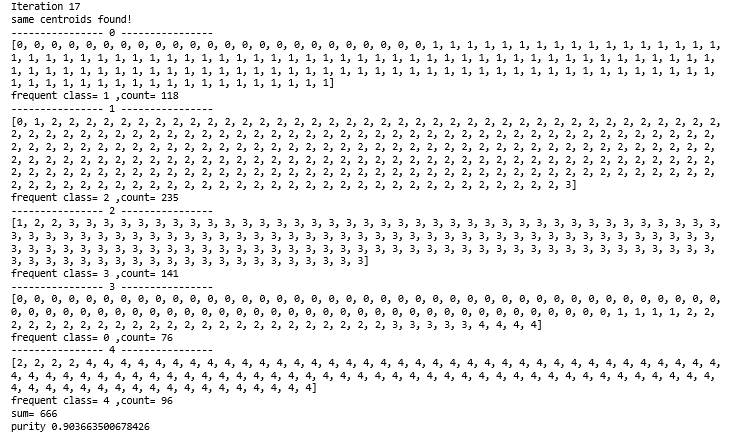 Iteration 17
same centroids found!
---------------- 0 ----------------
[0, 0, 0, 0, 0, 0, 0, 0, 0, 0, 0, 0, 0, 0, 0, 0, 0, 0, 0, 0, 0, 0, 0, 0, 1, 1, 1, 1, 1, 1, 1, 1, 1, 1, 1, 1, 1, 1, 1, 1, 1,
1, 1, 1, 1, 1, 1, 1, 1, 1, 1, 1, 1, 1, 1, 1, 1, 1, 1, 1, 1, 1, 1, 1, 1, 1, 1, 1, 1, 1, 1, 1, 1, 1, 1, 1, 1, 1, 1, 1, 1, 1,
1, 1, 1, 1, 1, 1, 1, 1, 1, 1, 1, 1, 1, 1, 1, 1, 1, 1, 1, 1, 1, 1, 1, 1, 1, 1, 1, 1, 1, 1, 1, 1, 1, 1, 1, 1, 1, 1, 1, 1, 1,
1, 1, 1, 1, 1, 1, 1, 1, 1, 1, 1, 1, 1, 1, 1, 1, 1, 1, 1]
frequent class= 1 ,count= 118
---------------- 1 ----------------
[0, 1, 2, 2, 2, 2, 2, 2, 2, 2, 2, 2, 2, 2, 2, 2, 2, 2, 2, 2, 2, 2, 2, 2, 2, 2, 2, 2, 2, 2, 2, 2, 2, 2, 2, 2, 2, 2, 2, 2, 2,
2, 2, 2, 2, 2, 2, 2, 2, 2, 2, 2, 2, 2, 2, 2, 2, 2, 2, 2, 2, 2, 2, 2, 2, 2, 2, 2, 2, 2, 2, 2, 2, 2, 2, 2, 2, 2, 2, 2, 2, 2,
2, 2, 2, 2, 2, 2, 2, 2, 2, 2, 2, 2, 2, 2, 2, 2, 2, 2, 2, 2, 2, 2, 2, 2, 2, 2, 2, 2, 2, 2, 2, 2, 2, 2, 2, 2, 2, 2, 2, 2, 2,
2, 2, 2, 2, 2, 2, 2, 2, 2, 2, 2, 2, 2, 2, 2, 2, 2, 2, 2, 2, 2, 2, 2, 2, 2, 2, 2, 2, 2, 2, 2, 2, 2, 2, 2, 2, 2, 2, 2, 2, 2,
2, 2, 2, 2, 2, 2, 2, 2, 2, 2, 2, 2, 2, 2, 2, 2, 2, 2, 2, 2, 2, 2, 2, 2, 2, 2, 2, 2, 2, 2, 2, 2, 2, 2, 2, 2, 2, 2, 2, 2, 2,
2, 2, 2, 2, 2, 2, 2, 2, 2, 2, 2, 2, 2, 2, 2, 2, 2, 2, 2, 2, 2, 2, 2, 2, 2, 2, 2, 2, 2, 2, 2, 2, 3]
frequent class= 2 ,count= 235
---------------- 2 ----------------
[1, 2, 2, 3, 3, 3, 3, 3, 3, 3, 3, 3, 3, 3, 3, 3, 3, 3, 3, 3, 3, 3, 3, 3, 3, 3, 3, 3, 3, 3, 3, 3, 3, 3, 3, 3, 3, 3, 3, 3, 3,
3, 3, 3, 3, 3, 3, 3, 3, 3, 3, 3, 3, 3, 3, 3, 3, 3, 3, 3, 3, 3, 3, 3, 3, 3, 3, 3, 3, 3, 3, 3, 3, 3, 3, 3, 3, 3, 3, 3, 3, 3,
3, 3, 3, 3, 3, 3, 3, 3, 3, 3, 3, 3, 3, 3, 3, 3, 3, 3, 3, 3, 3, 3, 3, 3, 3, 3, 3, 3, 3, 3, 3, 3, 3, 3, 3, 3, 3, 3, 3, 3, 3,
3, 3, 3, 3, 3, 3, 3, 3, 3, 3, 3, 3, 3, 3, 3, 3, 3, 3, 3, 3, 3]
frequent class= 3 ,count= 141
---------------- 3 ----------------
[0, 0, 0, 0, 0, 0, 0, 0, 0, 0, 0, 0, 0, 0, 0, 0, 0, 0, 0, 0, 0, 0, 0, 0, 0, 0, 0, 0, 0, 0, 0, 0, 0, 0, 0, 0, 0, 0, 0, 0, 0,
0, 0, 0, 0, 0, 0, 0, 0, 0, 0, 0, 0, 0, 0, 0, 0, 0, 0, 0, 0, 0, 0, 0, 0, 0, 0, 0, 0, 0, 0, 0, 0, 0, 0, 0, 1, 1, 1, 1, 2, 2,
2, 2, 2, 2, 2, 2, 2, 2, 2, 2, 2, 2, 2, 2, 2, 2, 2, 2, 2, 2, 2, 2, 3, 3, 3, 3, 3, 4, 4, 4, 4]
frequent class= 0 ,count= 76
---------------- 4 ----------------
[2, 2, 2, 2, 4, 4, 4, 4, 4, 4, 4, 4, 4, 4, 4, 4, 4, 4, 4, 4, 4, 4, 4, 4, 4, 4, 4, 4, 4, 4, 4, 4, 4, 4, 4, 4, 4, 4, 4, 4, 4,
4, 4, 4, 4, 4, 4, 4, 4, 4, 4, 4, 4, 4, 4, 4, 4, 4, 4, 4, 4, 4, 4, 4, 4, 4, 4, 4, 4, 4, 4, 4, 4, 4, 4, 4, 4, 4, 4, 4, 4, 4,
4, 4, 4, 4, 4, 4, 4, 4, 4, 4, 4, 4, 4, 4, 4, 4, 4, 4]
frequent class= 4 ,count= 96
sum= 666
purity 0.903663500678426